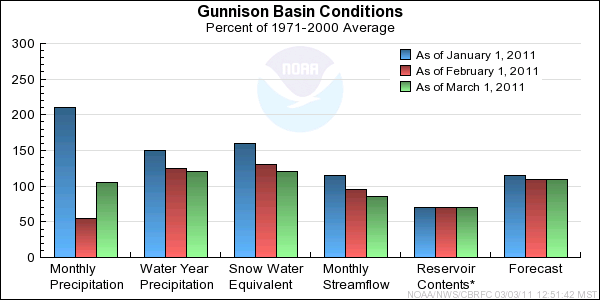 Gunnison Basin Conditions
Percent of 1971-2000 Average
300
250
200
150
100
50
0
NOAA
As of January 1, 2011
As of February 1, 2011
As of March 1, 2011
Monthly
Precipitation
Water Year
Precipitation
Snow Water
Equivalent
Monthly
Streamflow
Reservoir
Contents*
Forecast
NOAA/NWS/CBRFC 03/03/11 12:51:42 MST